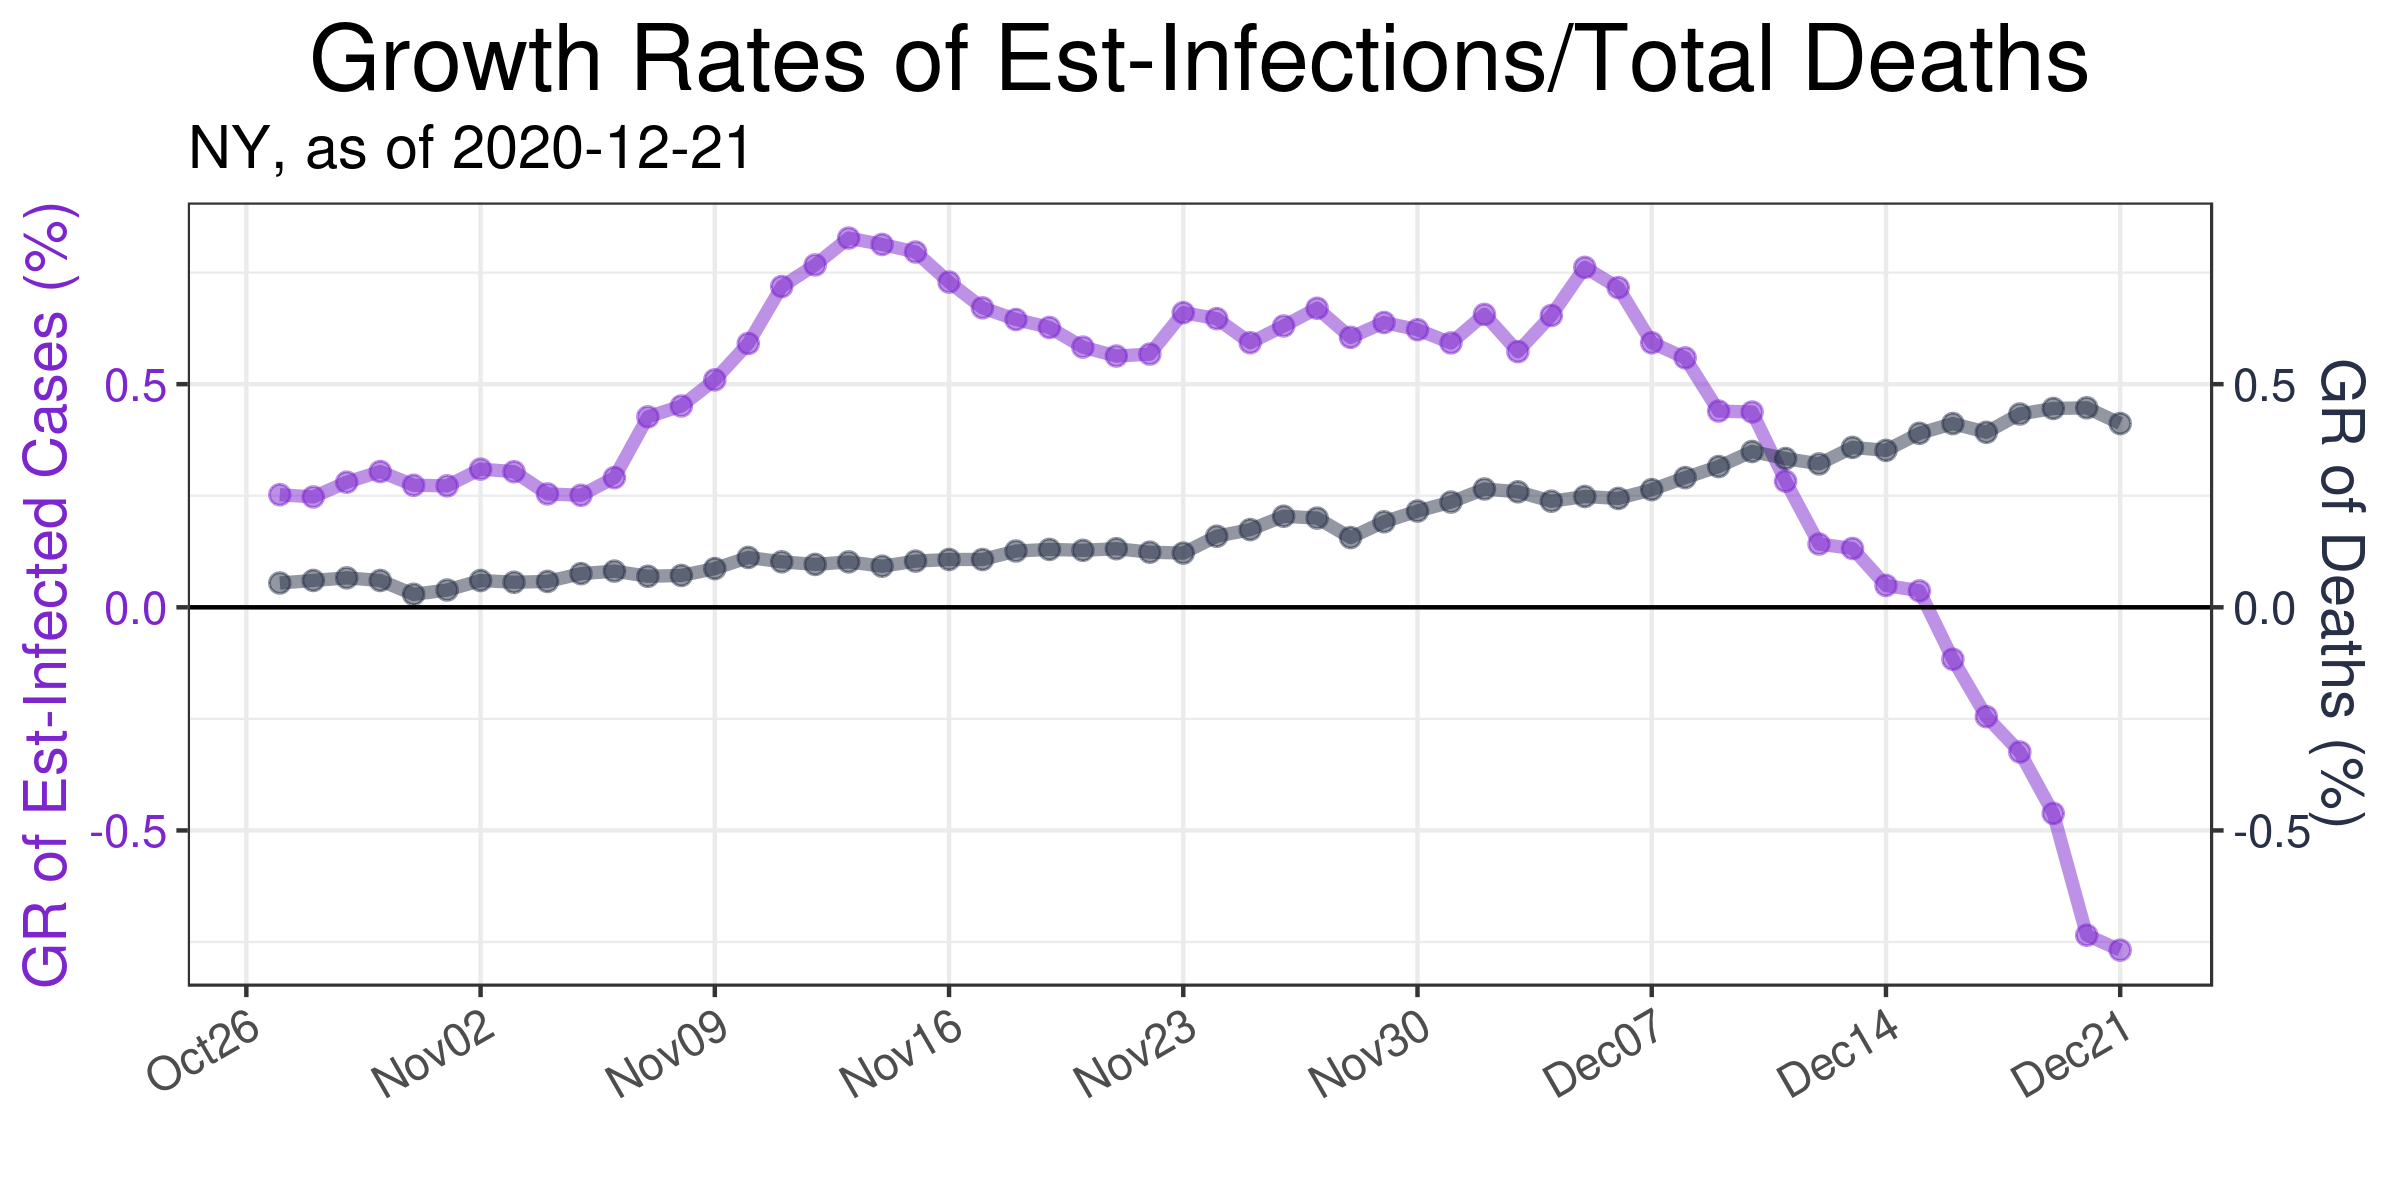 Growth Rates of Est-Infections/Total Deaths
NY, as of 2020-12-21
GR of Est-Infected Cases (%)
0.5
0.0
-0.5
0.5
0.0
-0.5
GR of Deaths (%)
Oct26
Nov02
Nov09
Nov16
Nov23
Nov30
Dec07
Dec14
Dec21